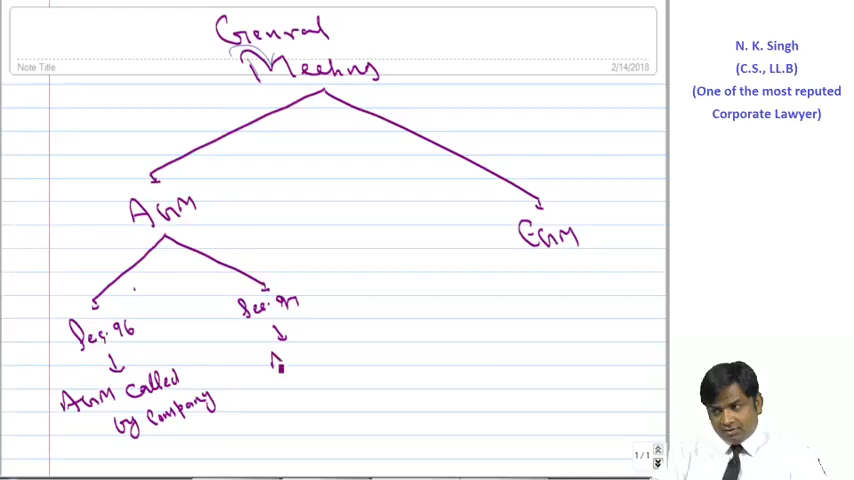 General
Meetings
Note Title
2/14/2018
AGM
EGM
Sec. 96
Sec. 97
AGM called
by company
A
1/1
N. K. Singh
(C.S., LL.B)
(One of the most reputed
Corporate Lawyer)